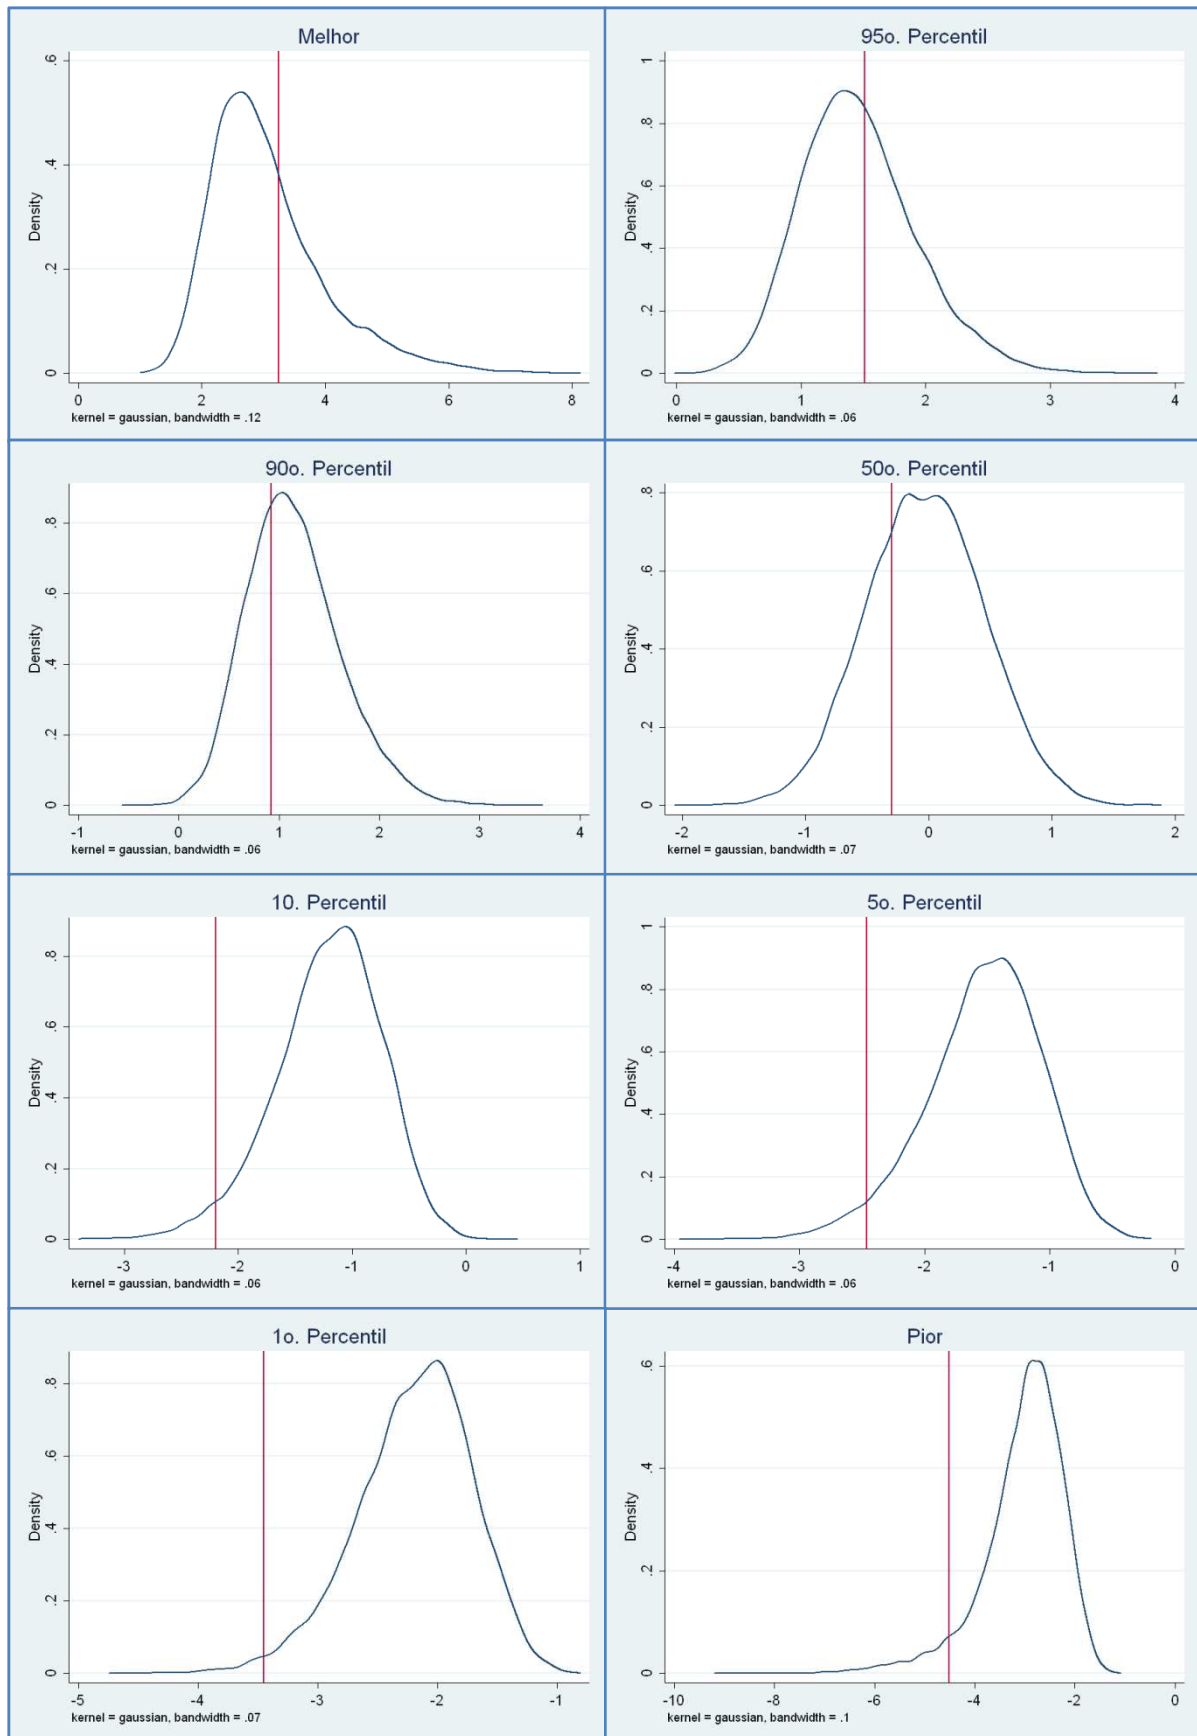 Melhor
Density
.6
.4
.2
0
0 2 4 6 8
kernel = gaussian, bandwidth = .12
95o. Percentil
Density
1
.8
.6
.4
.2
0
0 1 2 3 4
kernel = gaussian, bandwidth = .06
90o. Percentil
Density
.8
.6
.4
.2
0
-1 0 1 2 3 4
kernel = gaussian, bandwidth = .06
50o. Percentil
Density
.8
.6
.4
.2
0
-2 -1 0 1 2
kernel = gaussian, bandwidth = .07
10. Percentil
Density
.8
.6
.4
.2
0
-3 -2 -1 0 1
kernel = gaussian, bandwidth = .06
5o. Percentil
Density
1
.8
.6
.4
.2
0
-4 -3 -2 -1 0
kernel = gaussian, bandwidth = .06
1o. Percentil
Density
.8
.6
.4
.2
0
-5 -4 -3 -2 -1
kernel = gaussian, bandwidth = .07
Pior
Density
.6
.4
.2
0
-10 -8 -6 -4 -2 0
kernel = gaussian, bandwidth = .1